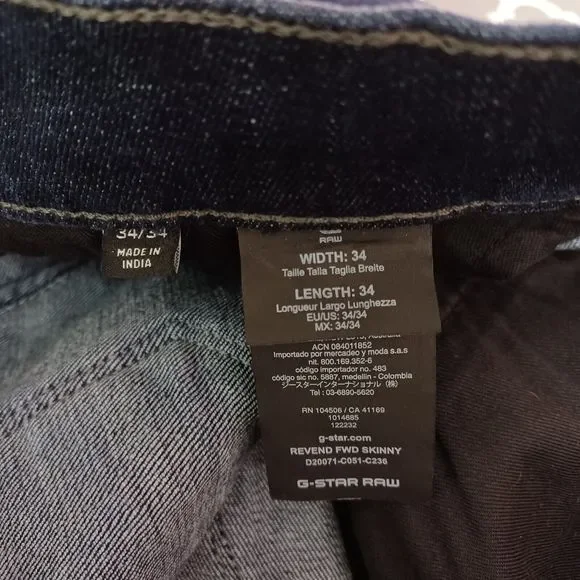 34/34
MADE IN
INDIA
RAW
WIDTH: 34
Taille Talla Taglia Breite
LENGTH: 34
Longueur Largo Lunghezza
EU/US: 34/34
MX: 34/34
ACN 084011852
Importado por mercadeo y moda s.a.s
nit. 800.169.352-6
código importador no. 483
código sic no. 5887, medellin - Colombia
ジースターインターナショナル(株)
Tel : 03-6890-5620
RN 104506 / CA 41169
1014885
122232
g-star.com
REVEND FWD SKINNY
D20071-C051-C236
G-STAR RAW